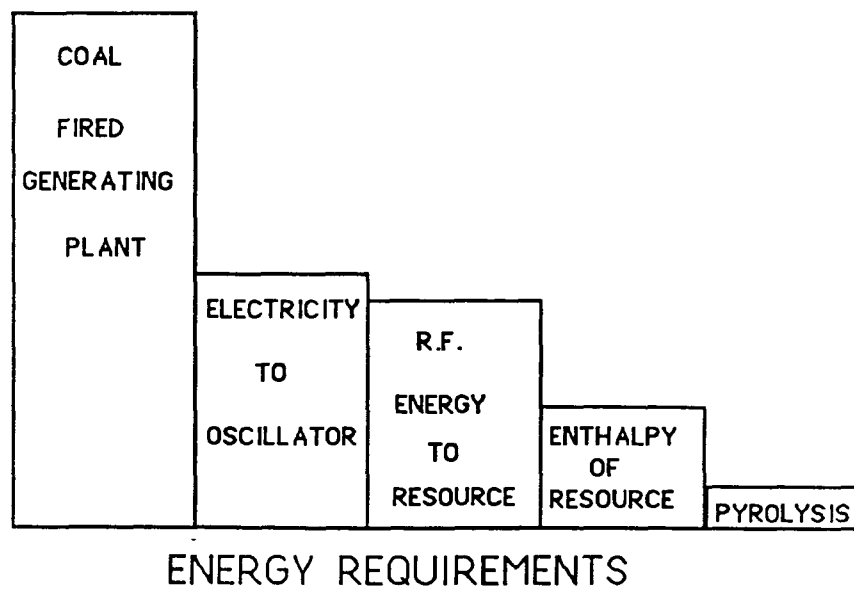 COAL
FIRED
GENERATING
PLANT
ELECTRICITY
TO
OSCILLATOR
R.F.
ENERGY
TO
RESOURCE
ENTHALPY
OF
RESOURCE
PYROLYSIS
ENERGY REQUIREMENTS